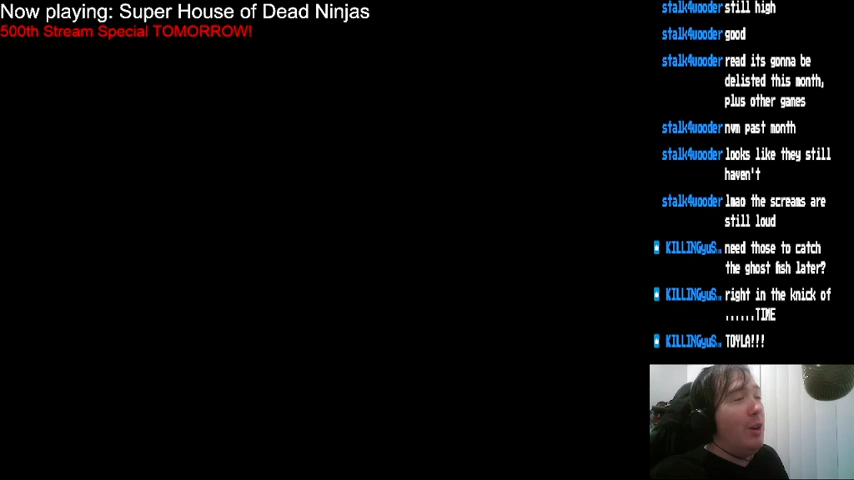 Now playing: Super House of Dead Ninjas
500th Stream Special TOMORROW!
stalk4wooder still high
stalk4wooder good
stalk4wooder read its gonna be
delisted this month,
plus other games
stalk4wooder nvm past month
stalk4wooder looks like they still
haven't
stalk4wooder lmao the screams are
still loud
KILLINGyuS need those to catch
the ghost fish later?
KILLINGyuS right in the knick of
......TIME
KILLINGyuS TOYLA!!!